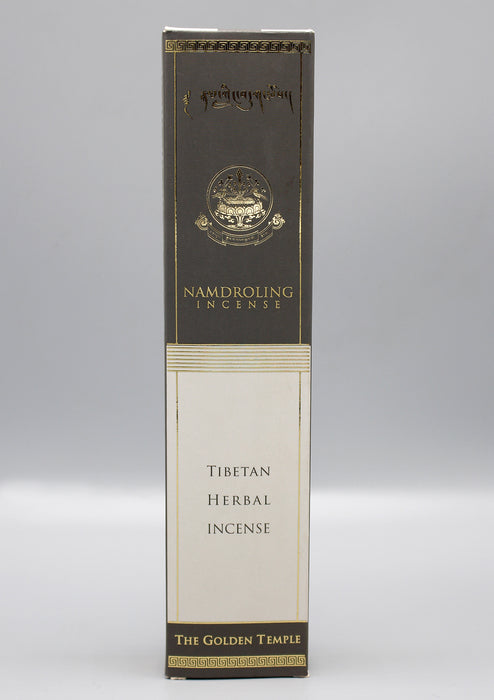 NAMDROLING
INCENSE
TIBETAN
HERBAL
INCENSE
THE GOLDEN TEMPLE